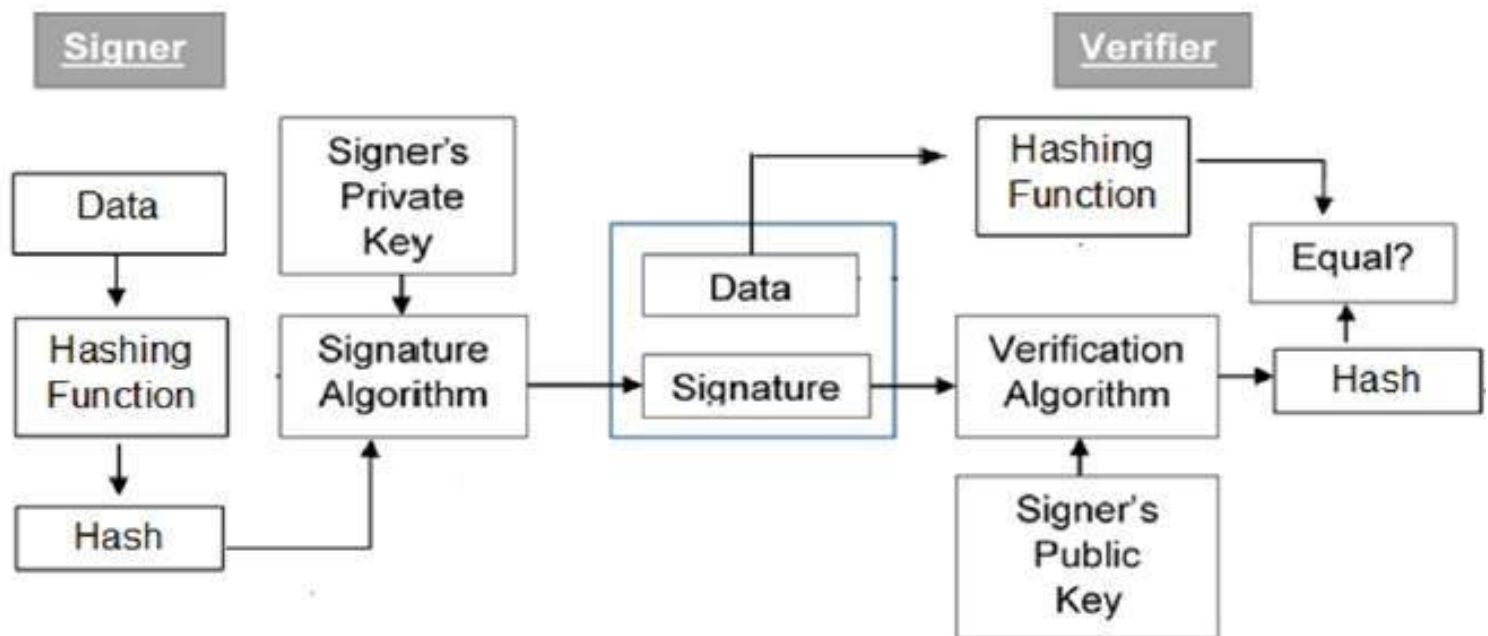 Signer
Verifier
Data
Hashing
Function
Hash
Signer's
Private
Key
Signature
Algorithm
Data
Signature
Hashing
Function
Equal?
Verification
Algorithm
Hash
Signer's
Public
Key